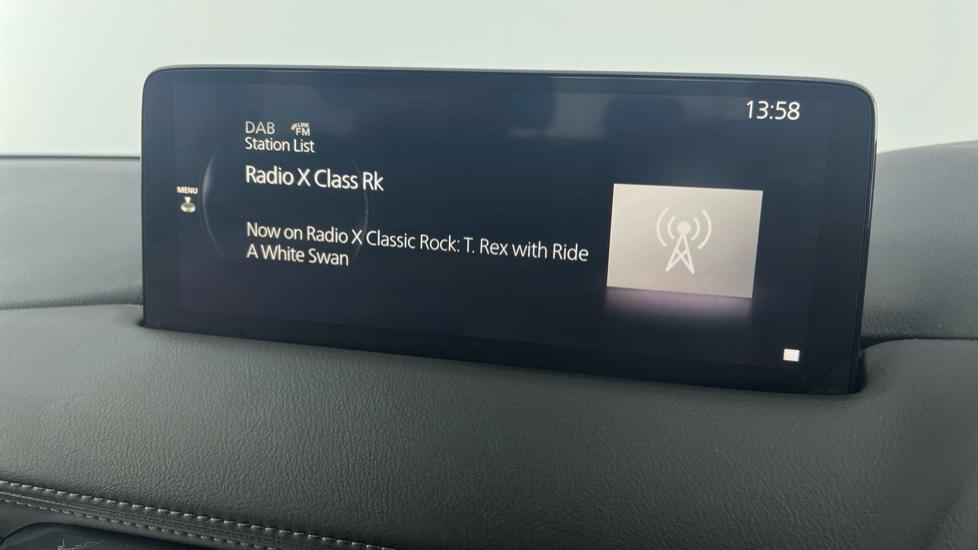 13:58
DAB LINK FM
Station List
MENU
Radio X Class Rk
Now on Radio X Classic Rock: T. Rex with Ride
A White Swan